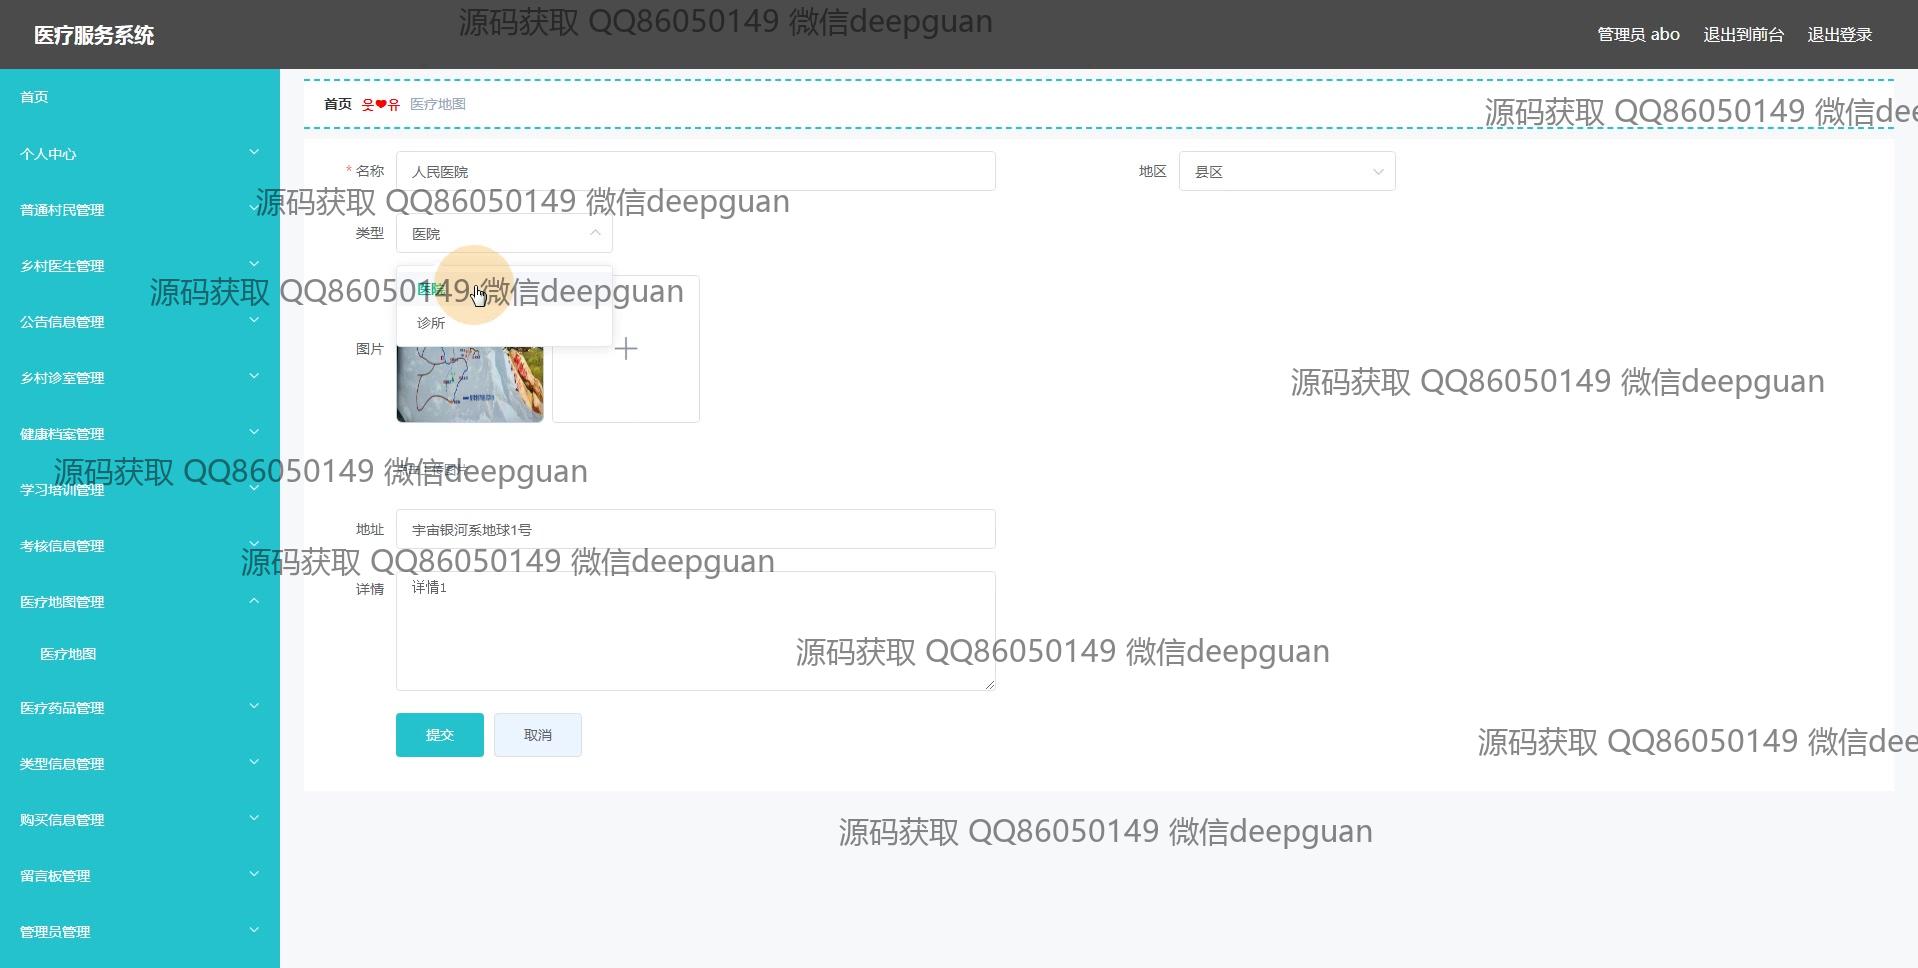 医疗服务系统
源码获取 QQ86050149 微信deepguan
管理员 abo 退出到前台 退出登录
首页
个人中心
普通村民管理
乡村医生管理
公告信息管理
乡村诊室管理
健康档案管理
学习培训管理
考核信息管理
医疗地图管理
医疗地图
医疗药品管理
类型信息管理
购买信息管理
留言板管理
管理员管理
首页 웃❤유 医疗地图
源码获取 QQ86050149 微信dee
* 名称 人民医院
地区 县区
源码获取 QQ86050149 微信deepguan
类型 医院
医院
源码获取 QQ86050149 微信deepguan
诊所
图片
源码获取 QQ86050149 微信deepguan
点击上传图片
源码获取 QQ86050149 微信deepguan
地址 宇宙银河系地球1号
源码获取 QQ86050149 微信deepguan
详情 详情1
源码获取 QQ86050149 微信deepguan
提交 取消
源码获取 QQ86050149 微信dee
源码获取 QQ86050149 微信deepguan